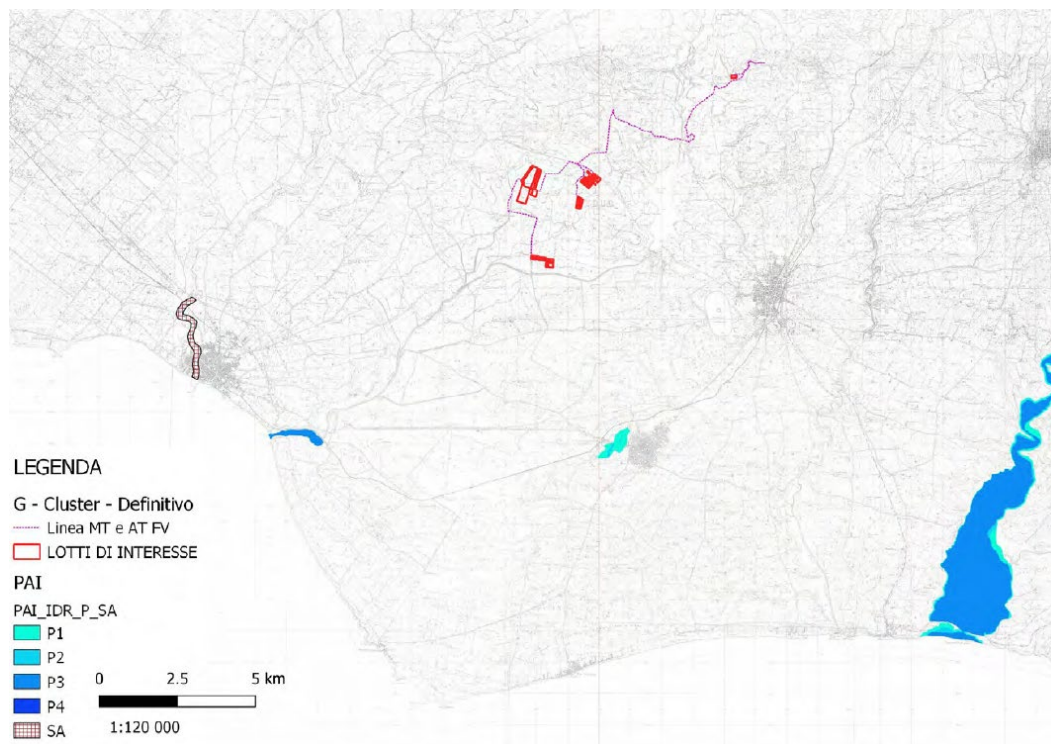 LEGENDA
G - Cluster - Definitivo
Linea MT e AT FV
LOTTI DI INTERESSE
PAI
PAI_IDR_P_SA
P1
P2
P3
P4
SA
0 2.5 5 km
1:120 000